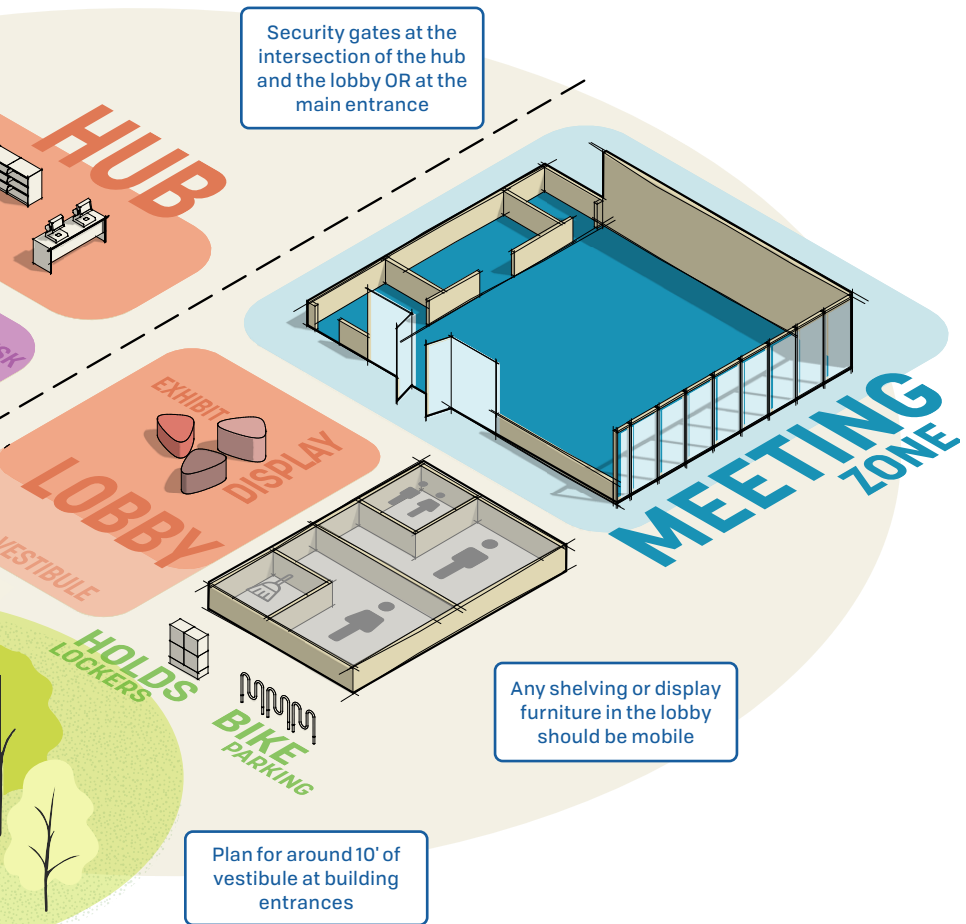 Security gates at the
intersection of the hub
and the lobby OR at the
main entrance
HUB
SK
EXHIBIT
DISPLAY
LOBBY
VESTIBULE
MEETING
ZONE
HOLDS
LOCKERS
BIKE
PARKING
Any shelving or display
furniture in the lobby
should be mobile
Plan for around 10' of
vestibule at building
entrances